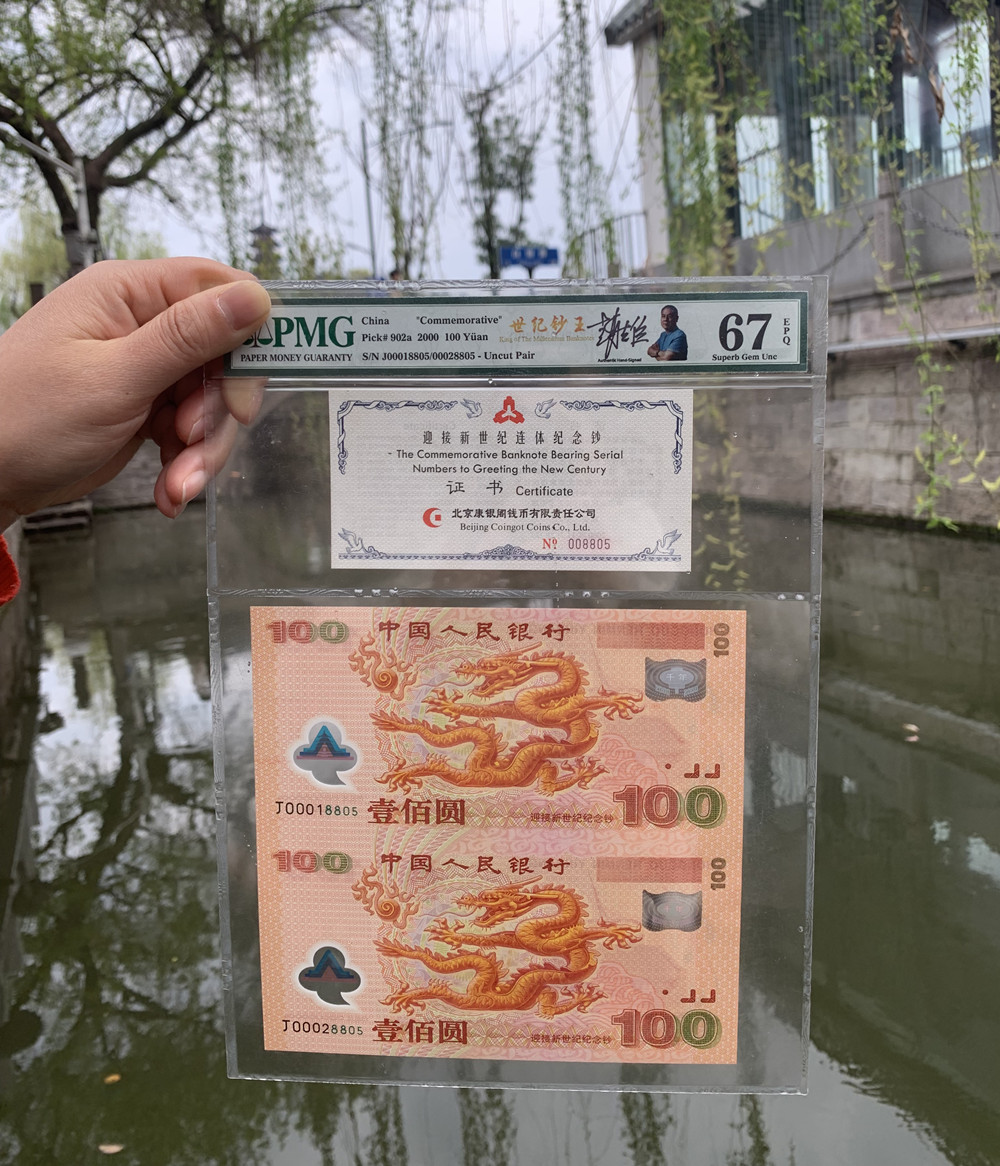 PMG
PAPER MONEY GUARANTY
China "Commemorative"
Pick# 902a 2000 100 Yüan
S/N J00018805/00028805 - Uncut Pair
世纪钞王
King of The Millennium Banknote
Authentic Hand Signed
67
EPQ
Superb Gem Unc
迎接新世纪连体纪念钞
- The Commemorative Banknote Bearing Serial
Numbers to Greeting the New Century
证书 Certificate
北京康银阁钱币有限责任公司
Beijing Coingot Coins Co., Ltd.
№ 008805
100 中国人民银行 100
千年
J00018805 壹佰圆 迎接新世纪纪念钞 100
100 中国人民银行 100
J00028805 壹佰圆 迎接新世纪纪念钞 100